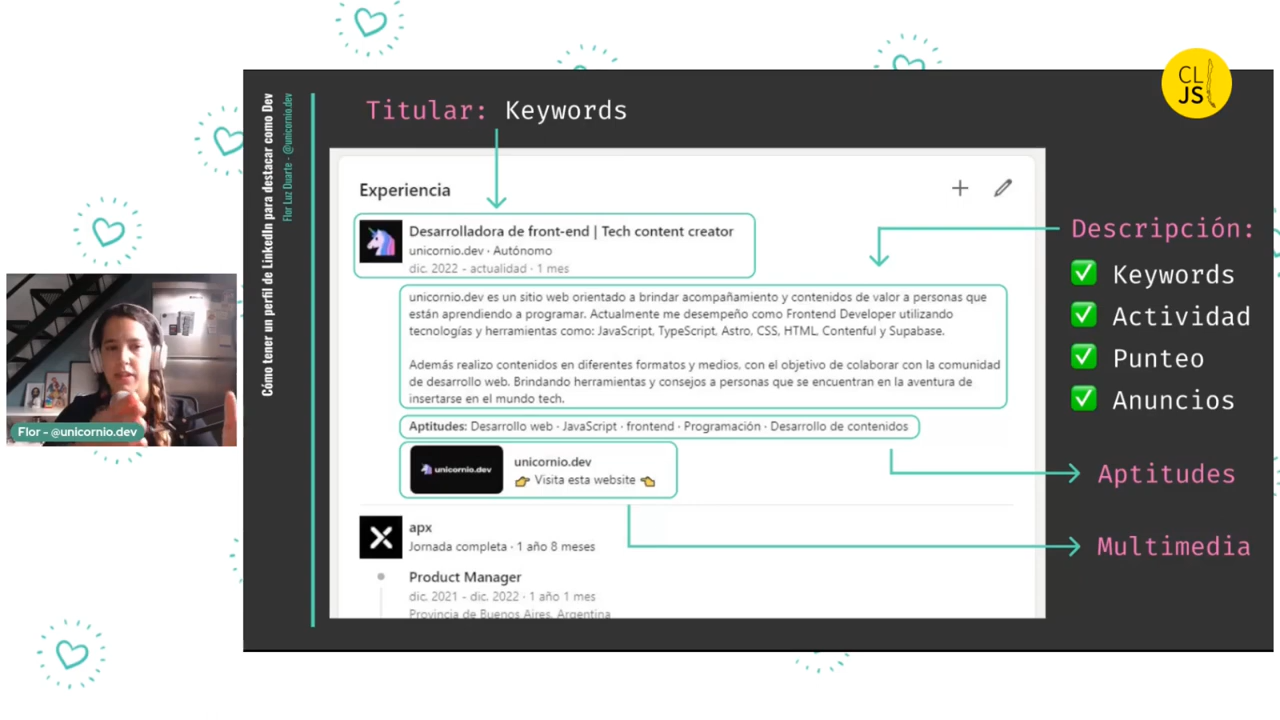 CL
JS
Cómo tener un perfil de LinkedIn para destacar como Dev
Flor Luz Duarte - @unicornio.dev
Titular: Keywords
Experiencia
Desarrolladora de front-end | Tech content creator
unicornio.dev · Autónomo
dic. 2022 - actualidad · 1 mes
unicornio.dev es un sitio web orientado a brindar acompañamiento y contenidos de valor a personas que
están aprendiendo a programar. Actualmente me desempeño como Frontend Developer utilizando
tecnologías y herramientas como: JavaScript, TypeScript, Astro, CSS, HTML, Contenful y Supabase.
Además realizo contenidos en diferentes formatos y medios, con el objetivo de colaborar con la comunidad
de desarrollo web. Brindando herramientas y consejos a personas que se encuentran en la aventura de
insertarse en el mundo tech.
Aptitudes: Desarrollo web · JavaScript · frontend · Programación · Desarrollo de contenidos
unicornio.dev
unicornio.dev
👉 Visita esta website 👈
apx
Jornada completa · 1 año 8 meses
Product Manager
dic. 2021 - dic. 2022 · 1 año 1 mes
Provincia de Buenos Aires, Argentina
Descripción:
✅ Keywords
✅ Actividad
✅ Punteo
✅ Anuncios
Aptitudes
Multimedia
Flor - @unicornio.dev